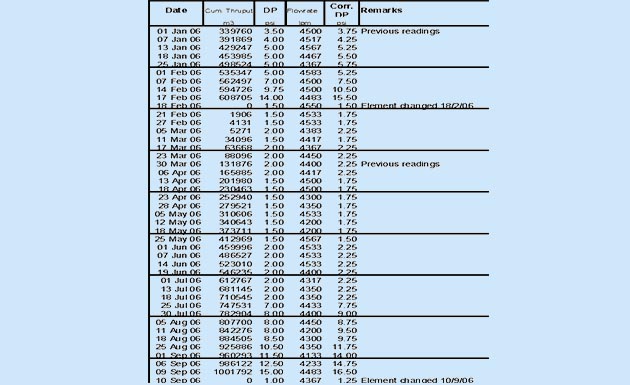 Date Cum Thruput DP Flowrate Corr. DP Remarks
m3 psi lpm psi
01 Jan 06 339760 3.50 4500 3.75 Previous readings
07 Jan 06 391869 4.00 4517 4.25
13 Jan 06 429247 5.00 4567 5.25
18 Jan 06 453985 5.00 4467 5.50
25 Jan 06 498524 5.00 4367 5.75
01 Feb 06 535347 5.00 4583 5.25
07 Feb 06 562497 7.00 4500 7.50
14 Feb 06 594726 9.75 4500 10.50
17 Feb 06 608705 14.00 4483 15.50
18 Feb 06 0 1.50 4550 1.50 Element changed 18/2/06
21 Feb 06 1906 1.50 4533 1.75
27 Feb 06 4131 1.50 4533 1.75
05 Mar 06 5271 2.00 4383 2.25
11 Mar 06 34096 1.50 4417 1.75
17 Mar 06 63668 2.00 4367 2.25
23 Mar 06 88096 2.00 4450 2.25
30 Mar 06 131876 2.00 4400 2.25 Previous readings
06 Apr 06 165885 2.00 4417 2.25
13 Apr 06 201980 1.50 4500 1.75
18 Apr 06 230463 1.50 4500 1.75
23 Apr 06 252940 1.50 4300 1.75
28 Apr 06 279521 1.50 4350 1.75
05 May 06 310606 1.50 4533 1.75
12 May 06 340643 1.50 4200 1.75
18 May 06 373711 1.50 4200 1.75
25 May 06 412969 1.50 4567 1.50
01 Jun 06 459996 2.00 4533 2.25
07 Jun 06 486527 2.00 4533 2.25
14 Jun 06 523010 2.00 4533 2.25
19 Jun 06 546235 2.00 4400 2.25
01 Jul 06 612767 2.00 4317 2.25
13 Jul 06 681145 2.00 4350 2.25
18 Jul 06 710545 2.00 4350 2.25
25 Jul 06 747531 7.00 4433 7.75
30 Jul 06 782904 8.00 4400 9.00
05 Aug 06 807700 8.00 4450 8.75
11 Aug 06 842276 8.00 4200 9.50
18 Aug 06 884505 8.50 4300 9.75
25 Aug 06 925886 10.50 4350 11.75
01 Sep 06 960293 11.50 4133 14.00
06 Sep 06 986122 12.50 4233 14.75
09 Sep 06 1001792 15.00 4483 16.50
10 Sep 06 0 1.00 4367 1.25 Element changed 10/9/06